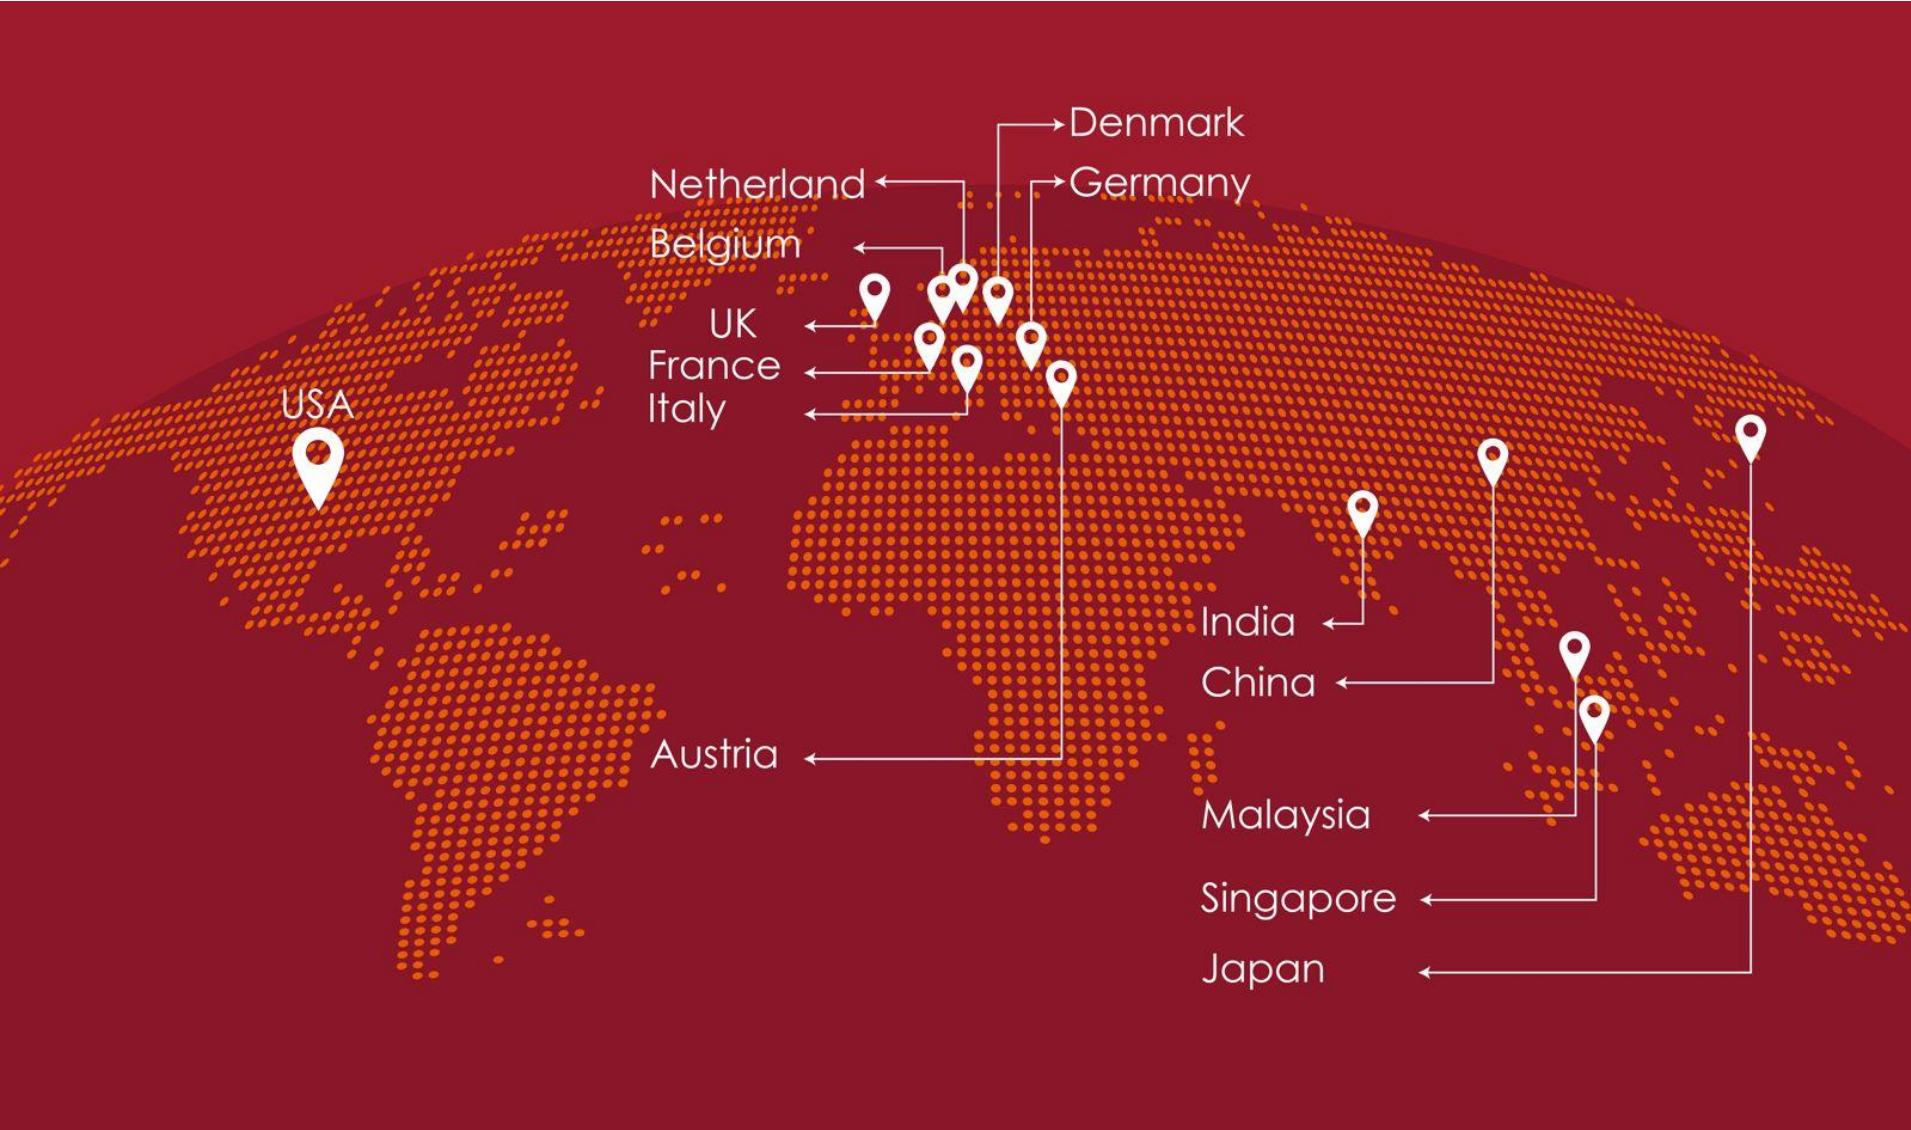 Denmark
Netherland
Germany
Belgium
UK
France
Italy
USA
India
China
Austria
Malaysia
Singapore
Japan